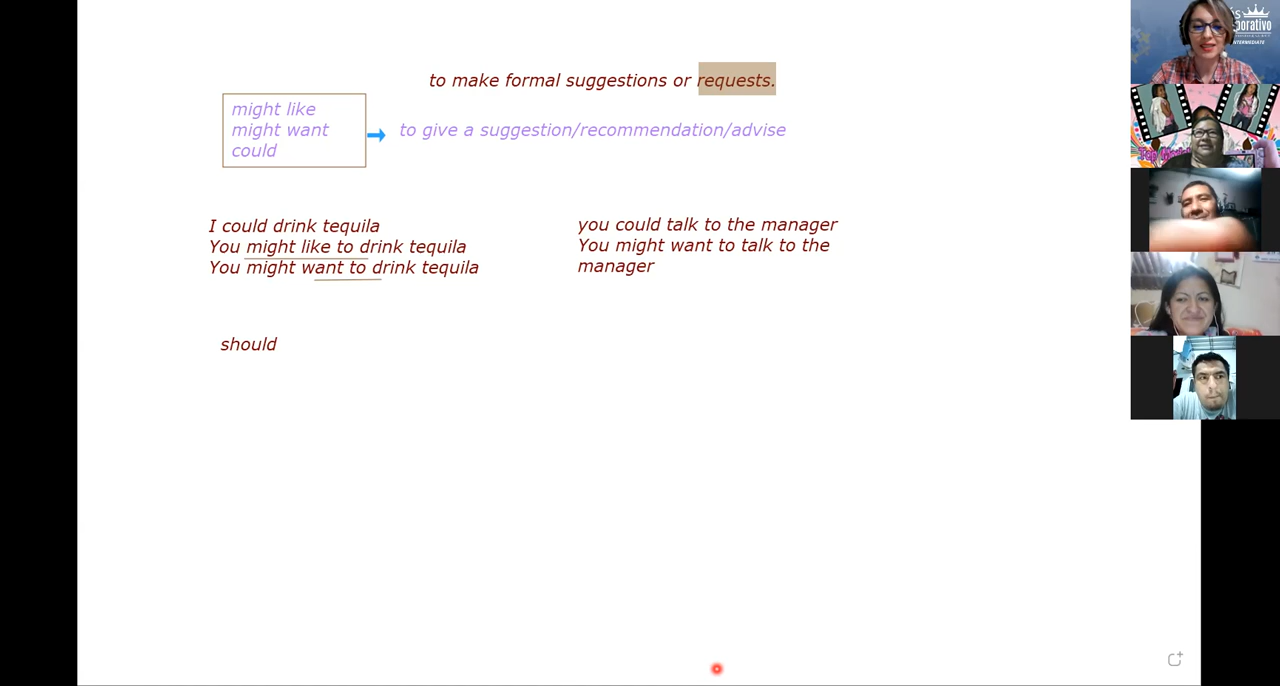 to make formal suggestions or requests.
might like
might want
could
to give a suggestion/recommendation/advise
I could drink tequila
You might like to drink tequila
You might want to drink tequila
you could talk to the manager
You might want to talk to the
manager
should
porativo
INTERMEDIATE